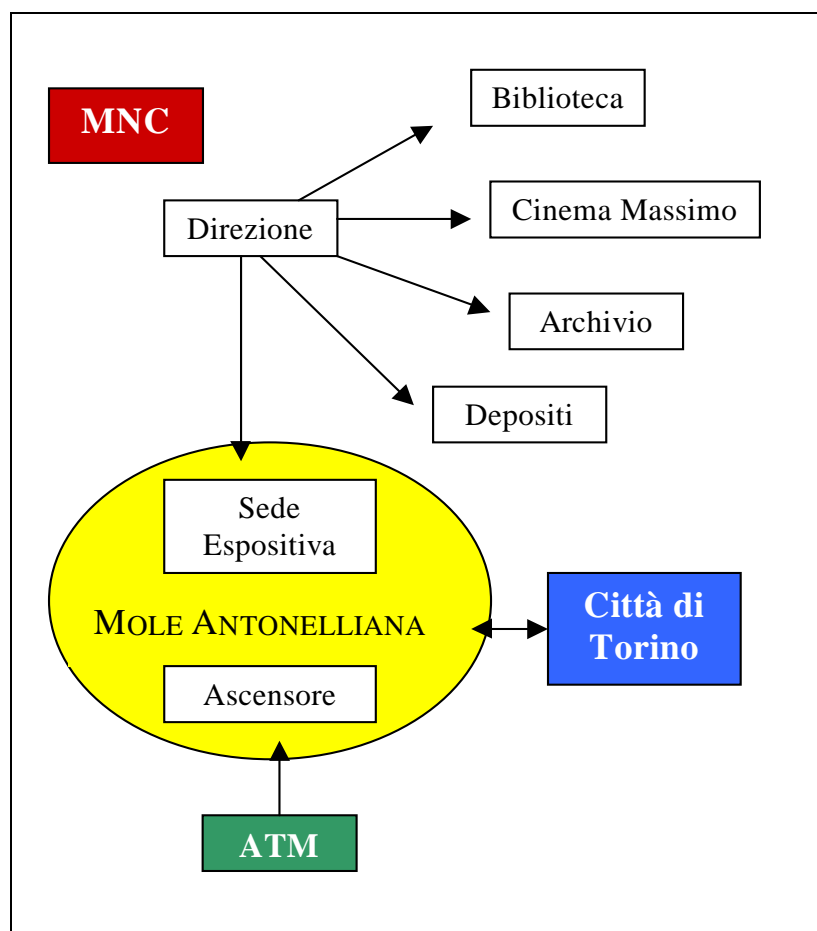 MNC
Biblioteca
Cinema Massimo
Direzione
Archivio
Depositi
Sede
Espositiva
MOLE ANTONELLIANA
Città di
Torino
Ascensore
ATM